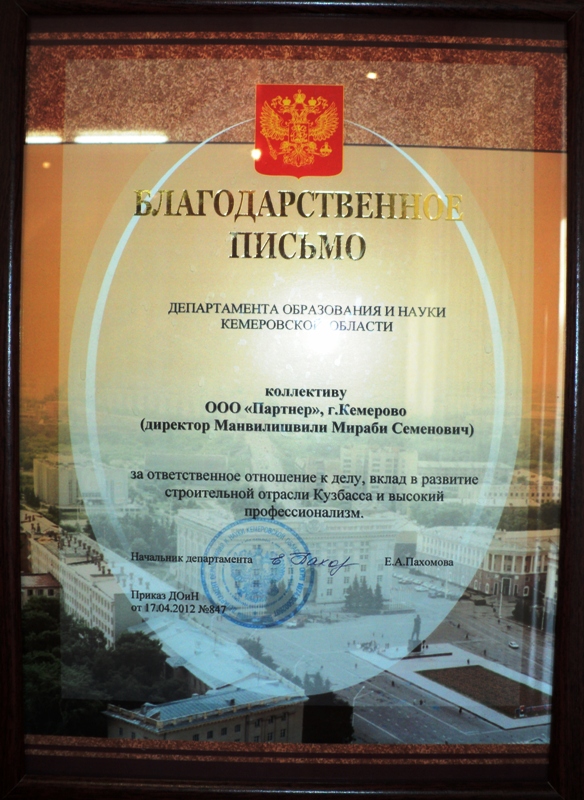 БЛАГОДАРСТВЕННОЕ
ПИСЬМО
ДЕПАРТАМЕНТА ОБРАЗОВАНИЯ И НАУКИ
КЕМЕРОВСКОЙ ОБЛАСТИ
коллективу
ООО «Партнер», г.Кемерово
(директор Манвилишвили Мираби Семенович)
за ответственное отношение к делу, вклад в развитие
строительной отрасли Кузбасса и высокий
профессионализм.
Начальник департамента Е.А.Пахомова
Приказ ДОиН
от 17.04.2012 №847